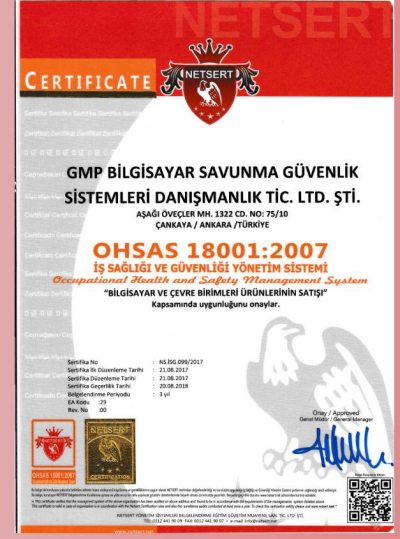 NETSERT
CERTIFICATE
NETSERT
GMP BİLGİSAYAR SAVUNMA GÜVENLİK
SİSTEMLERİ DANIŞMANLIK TİC. LTD. ŞTİ.
AŞAĞI ÖVEÇLER MH. 1322 CD. NO: 75/10
ÇANKAYA / ANKARA /TÜRKİYE
OHSAS 18001:2007
İŞ SAĞLIĞI VE GÜVENLİĞİ YÖNETİM SİSTEMİ
Occupational Health and Safety Management System
"BİLGİSAYAR VE ÇEVRE BİRİMLERİ ÜRÜNLERİNİN SATIŞI"
Kapsamında uygunluğunu onaylar.
Sertifika No : NS.İSG.099/2017
Sertifika İlk Düzenleme Tarihi : 21.08.2017
Sertifika Düzenleme Tarihi : 21.08.2017
Sertifika Geçerlilik Tarihi : 20.08.2018
Belgelendirme Periyodu : 3 yıl
EA Kodu :29
Rev. No :00
Onay / Approved
Genel Müdür / General Manager
NETSERT
NETSERT
CERTIFICATION
OHSAS 18001:2007
www.netsert.net